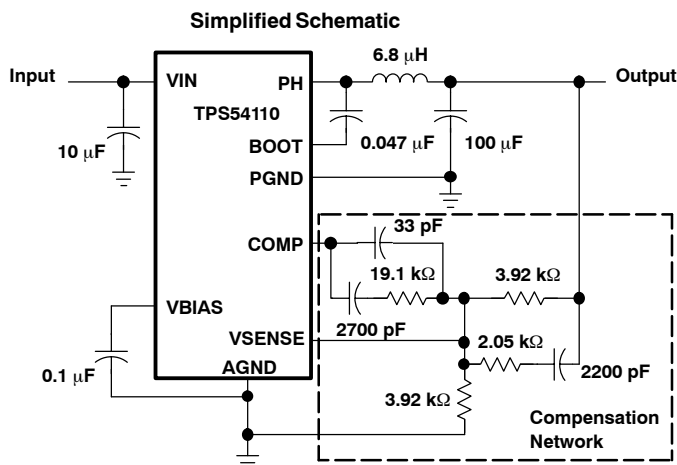 Simplified Schematic
Input
VIN
PH
6.8 μH
Output
TPS54110
10 μF
BOOT
0.047 μF
100 μF
PGND
COMP
33 pF
19.1 kΩ
3.92 kΩ
VBIAS
2700 pF
VSENSE
2.05 kΩ
0.1 μF
AGND
2200 pF
3.92 kΩ
Compensation
Network